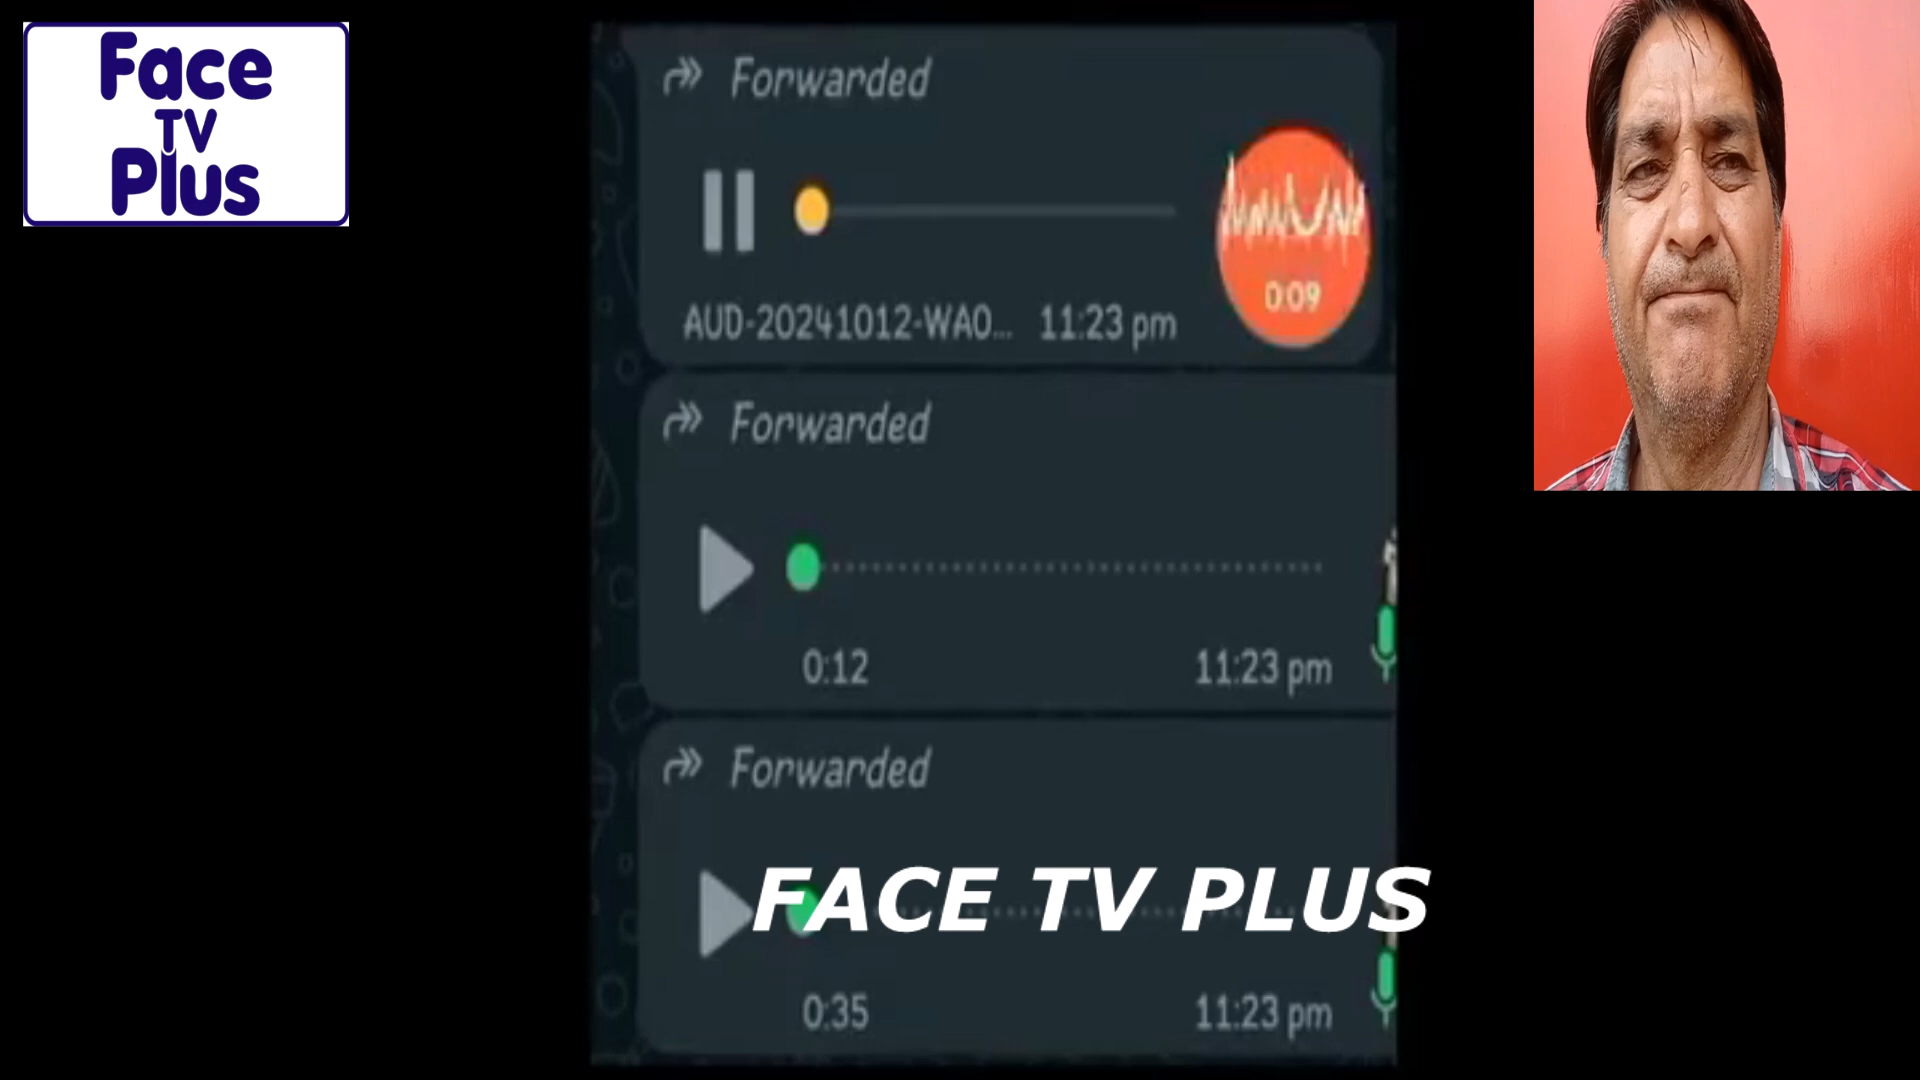 Face
TV
Plus
Forwarded
0:09
AUD-20241012-WA0... 11:23 pm
Forwarded
0:12 11:23 pm
Forwarded
FACE TV PLUS
0:35 11:23 pm